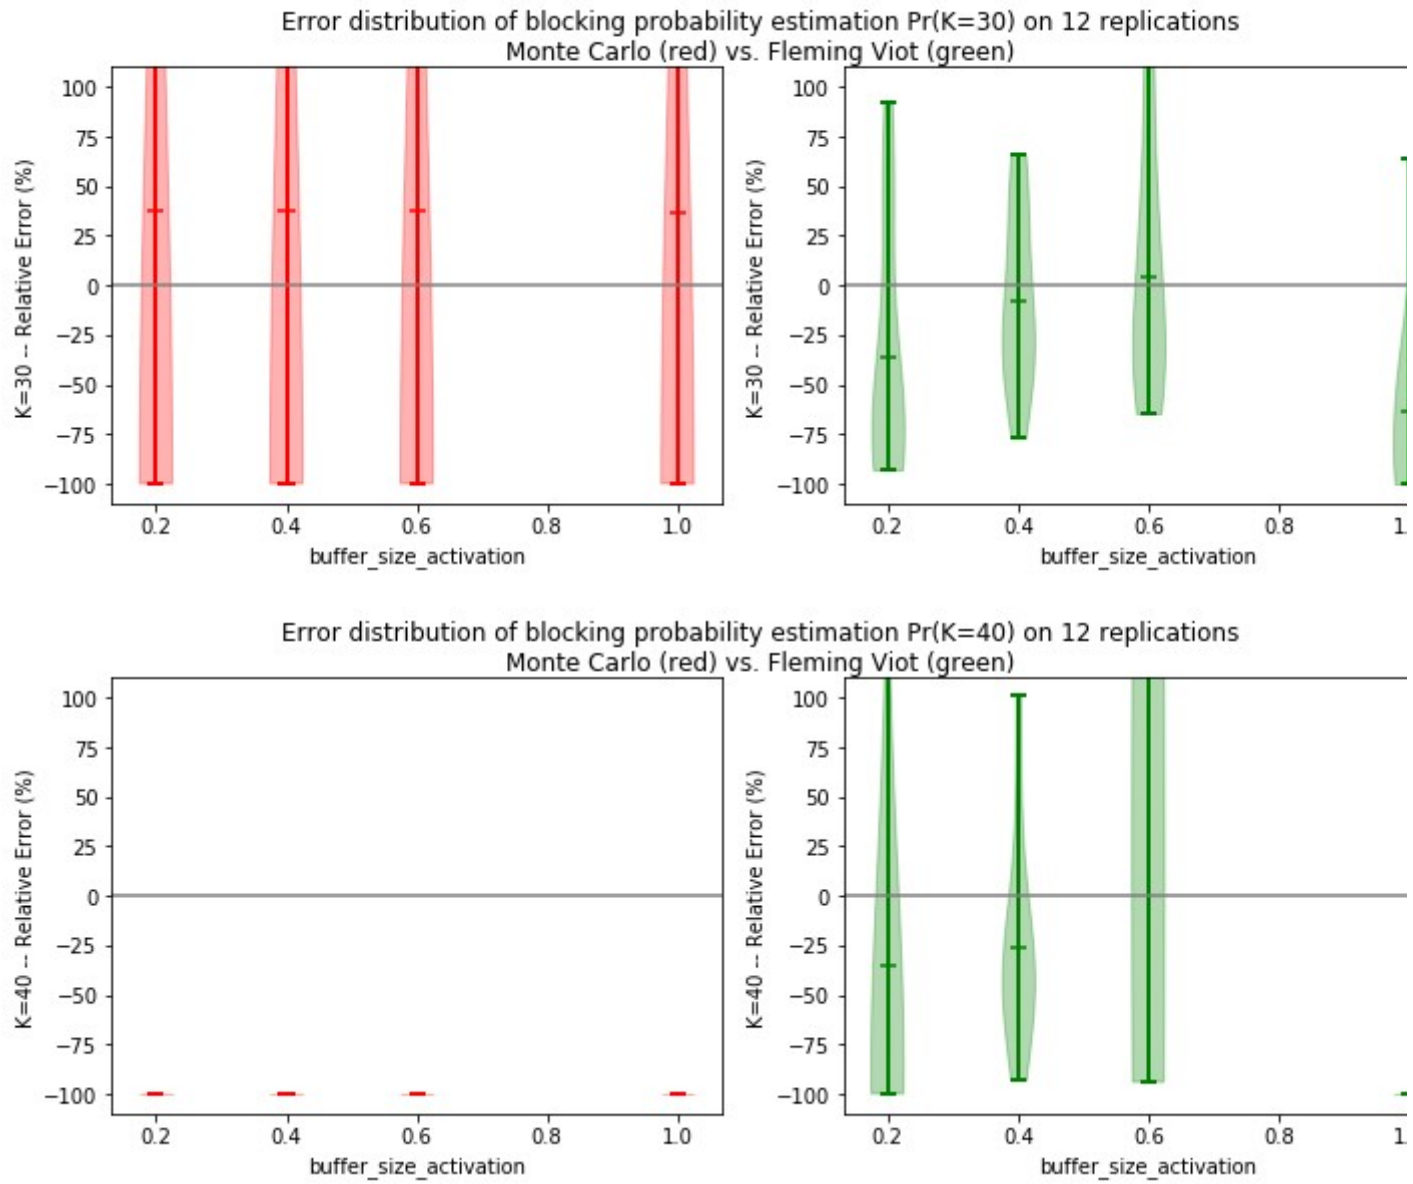 Error distribution of blocking probability estimation Pr(K=30) on 12 replications
Monte Carlo (red) vs. Fleming Viot (green)
K=30 -- Relative Error (%)
100
75
50
25
0
−25
−50
−75
−100
0.2 0.4 0.6 0.8 1.0
buffer_size_activation
K=30 -- Relative Error (%)
100
75
50
25
0
−25
−50
−75
−100
0.2 0.4 0.6 0.8 1.
buffer_size_activation
Error distribution of blocking probability estimation Pr(K=40) on 12 replications
Monte Carlo (red) vs. Fleming Viot (green)
K=40 -- Relative Error (%)
100
75
50
25
0
−25
−50
−75
−100
0.2 0.4 0.6 0.8 1.0
buffer_size_activation
K=40 -- Relative Error (%)
100
75
50
25
0
−25
−50
−75
−100
0.2 0.4 0.6 0.8 1.
buffer_size_activation